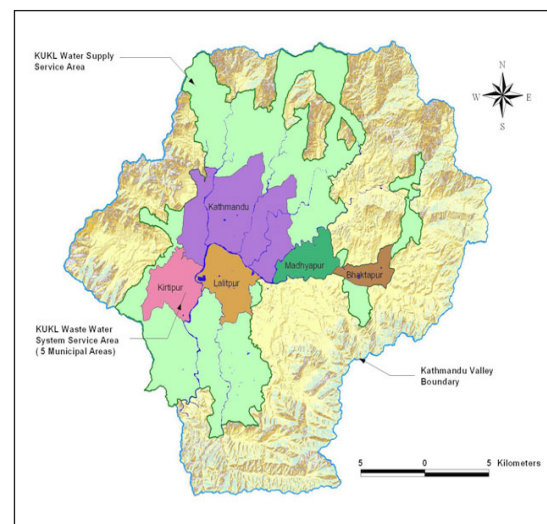 KUKL Water Supply
Service Area
N
W E
S
Kathmandu
Madhyapur
Bhaktapur
Kirtipur
Lalitpur
KUKL Waste Water
System Service Area
( 5 Municipal Areas)
Kathmandu Valley
Boundary
5 0 5 Kilometers